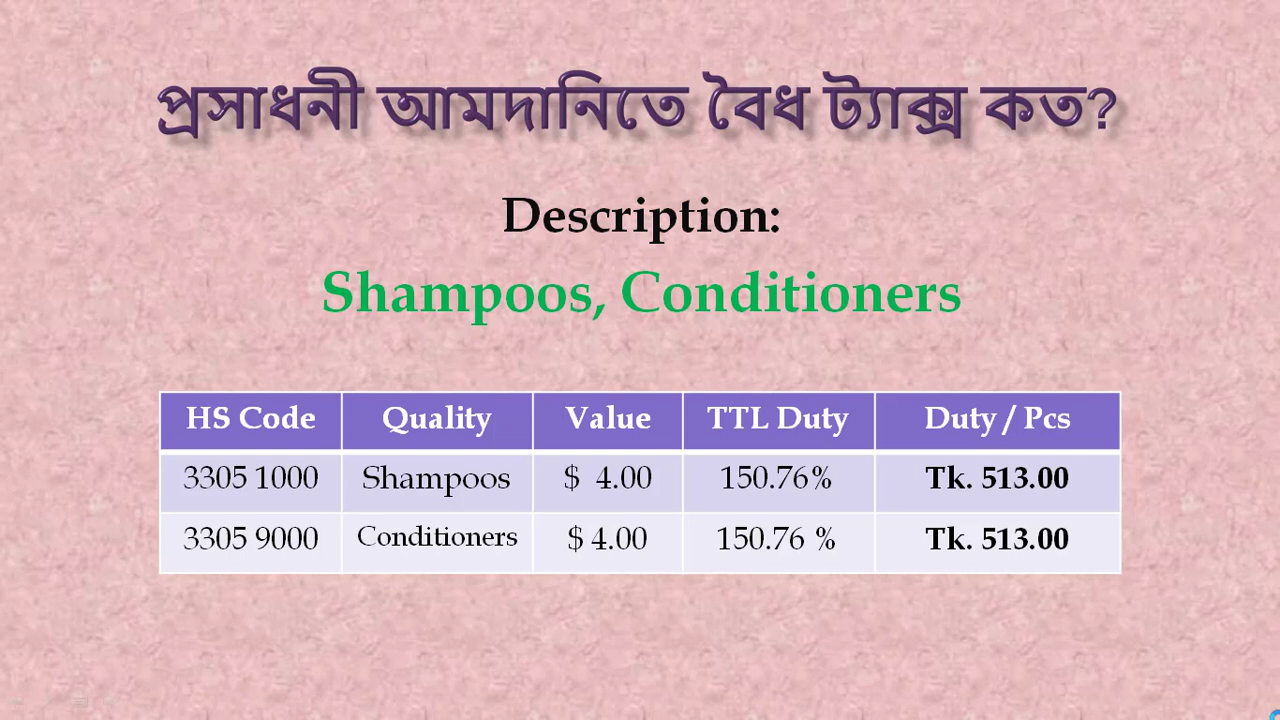 প্রসাধনী আমদানিতে বৈধ ট্যাক্স কত?
Description:
Shampoos, Conditioners
HS Code Quality Value TTL Duty Duty / Pcs
3305 1000 Shampoos $ 4.00 150.76% Tk. 513.00
3305 9000 Conditioners $ 4.00 150.76 % Tk. 513.00